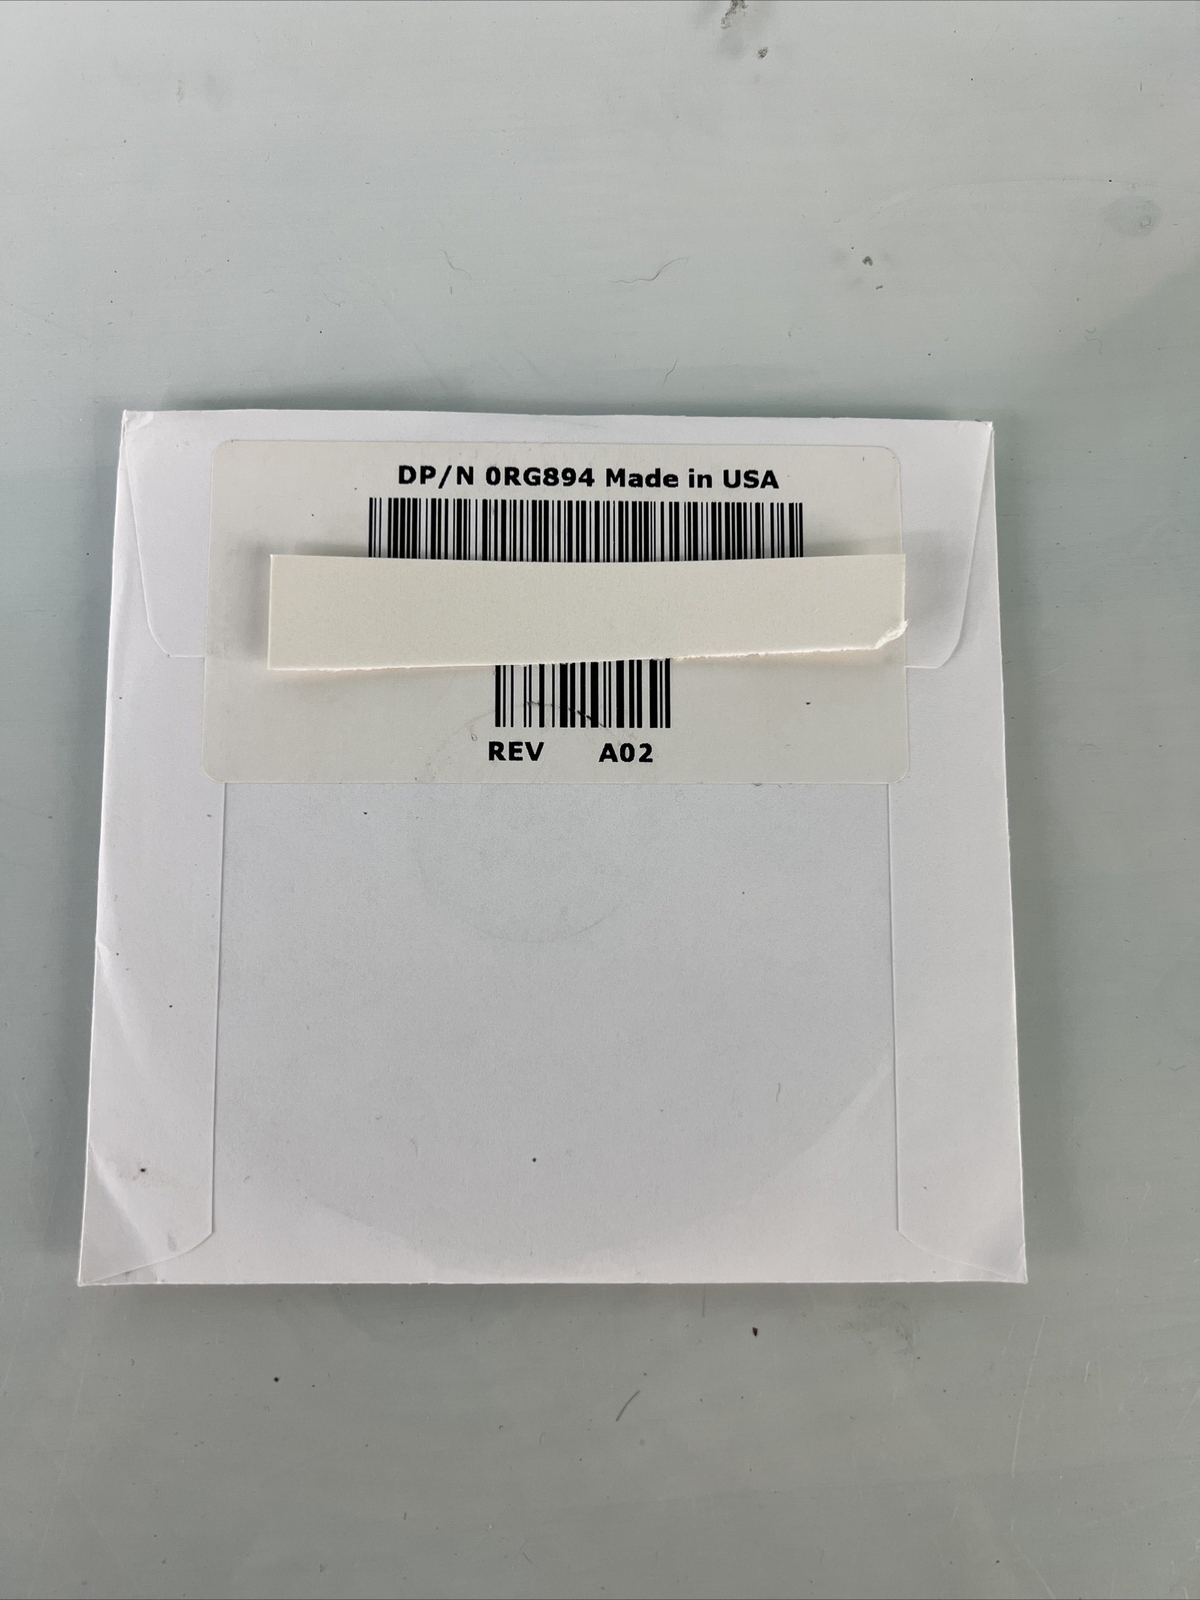 DP/N 0RG894 Made in USA
REV A02